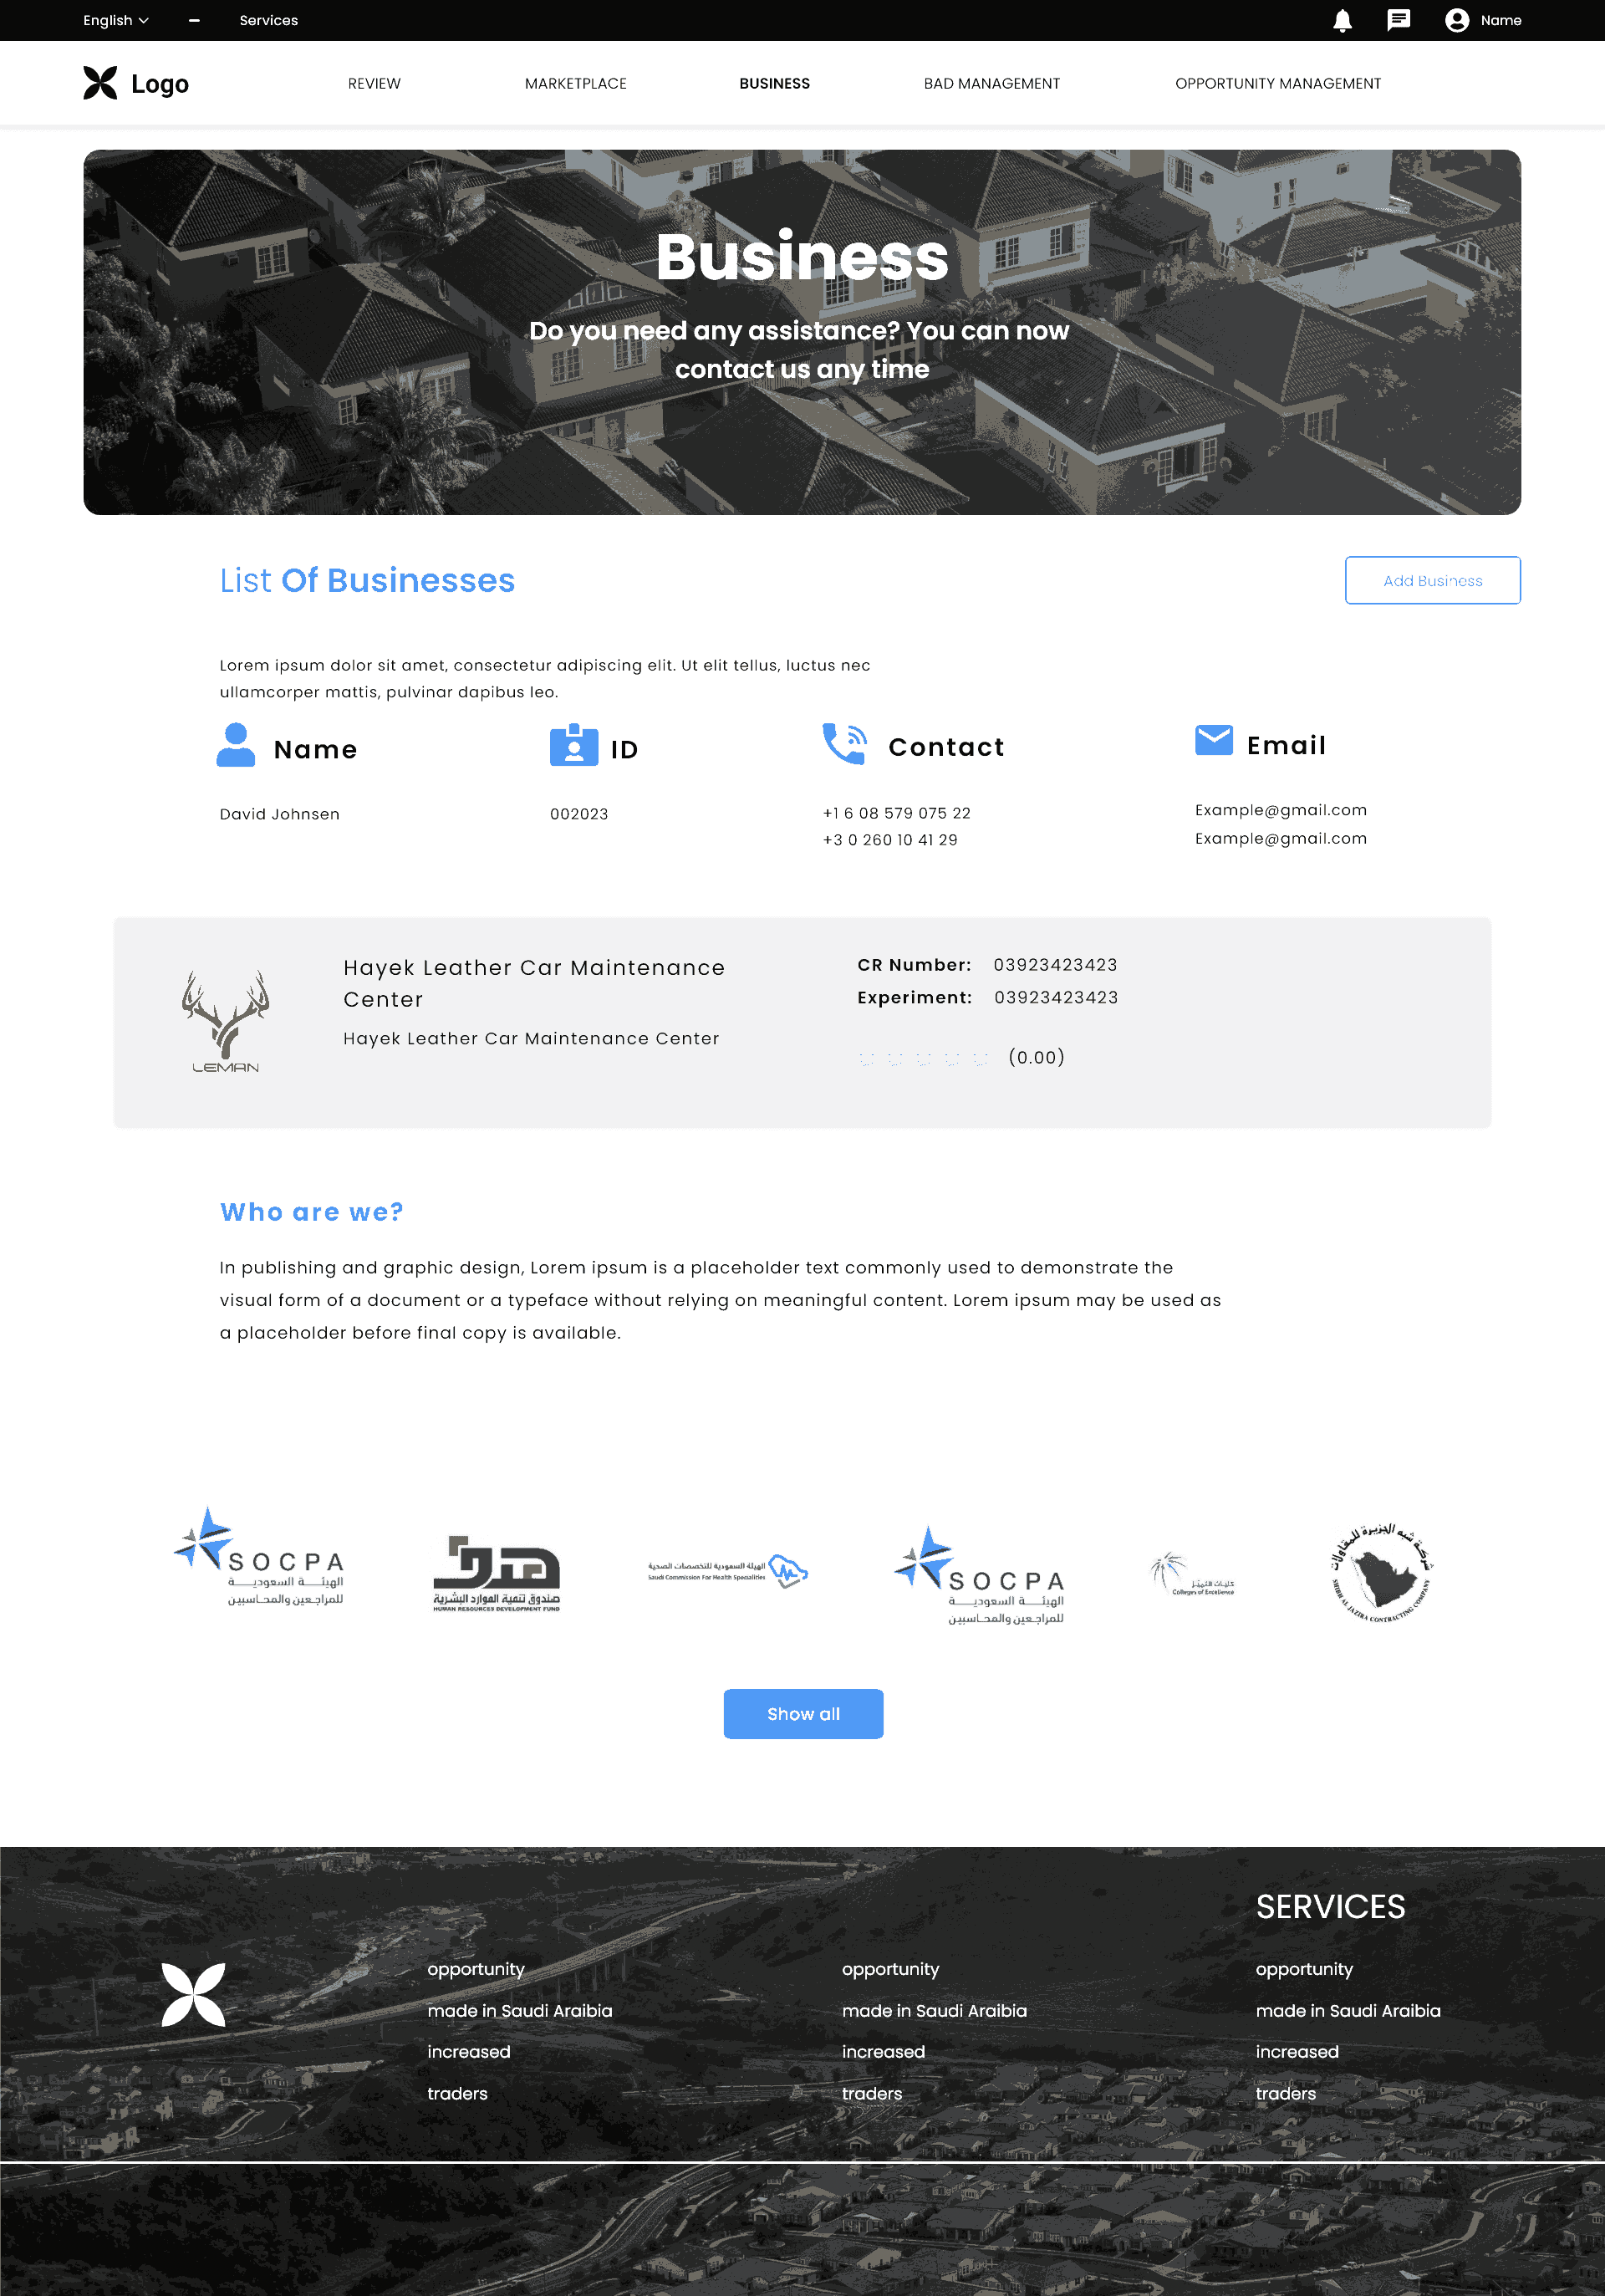 English
Services
Name
Logo
REVIEW
MARKETPLACE
BUSINESS
BAD MANAGEMENT
OPPORTUNITY MANAGEMENT
Business
Do you need any assistance? You can now
contact us any time
List Of Businesses
Add Business
Lorem ipsum dolor sit amet, consectetur adipiscing elit. Ut elit tellus, luctus nec
ullamcorper mattis, pulvinar dapibus leo.
Name
ID
Contact
Email
David Johnsen
002023
+1 6 08 579 075 22
+3 0 260 10 41 29
Example@gmail.com
Example@gmail.com
LEMAN
Hayek Leather Car Maintenance
Center
Hayek Leather Car Maintenance Center
CR Number: 03923423423
Experiment: 03923423423
(0.00)
Who are we?
In publishing and graphic design, Lorem ipsum is a placeholder text commonly used to demonstrate the
visual form of a document or a typeface without relying on meaningful content. Lorem ipsum may be used as
a placeholder before final copy is available.
SOCPA
الهيئة السعودية
للمراجعين والمحاسبين
هدف
صندوق تنمية الموارد البشرية
HUMAN RESOURCES DEVELOPMENT FUND
الهيئة السعودية للتخصصات الصحية
Saudi Commission For Health Specialities
SOCPA
الهيئة السعودية
للمراجعين والمحاسبين
كليات التميز
Colleges of Excellence
شركة شبه الجزيرة للمقاولات
SHIBH AL JAZIRA CONTRACTING COMPANY
Show all
SERVICES
opportunity
made in Saudi Araibia
increased
traders
opportunity
made in Saudi Araibia
increased
traders
opportunity
made in Saudi Araibia
increased
traders